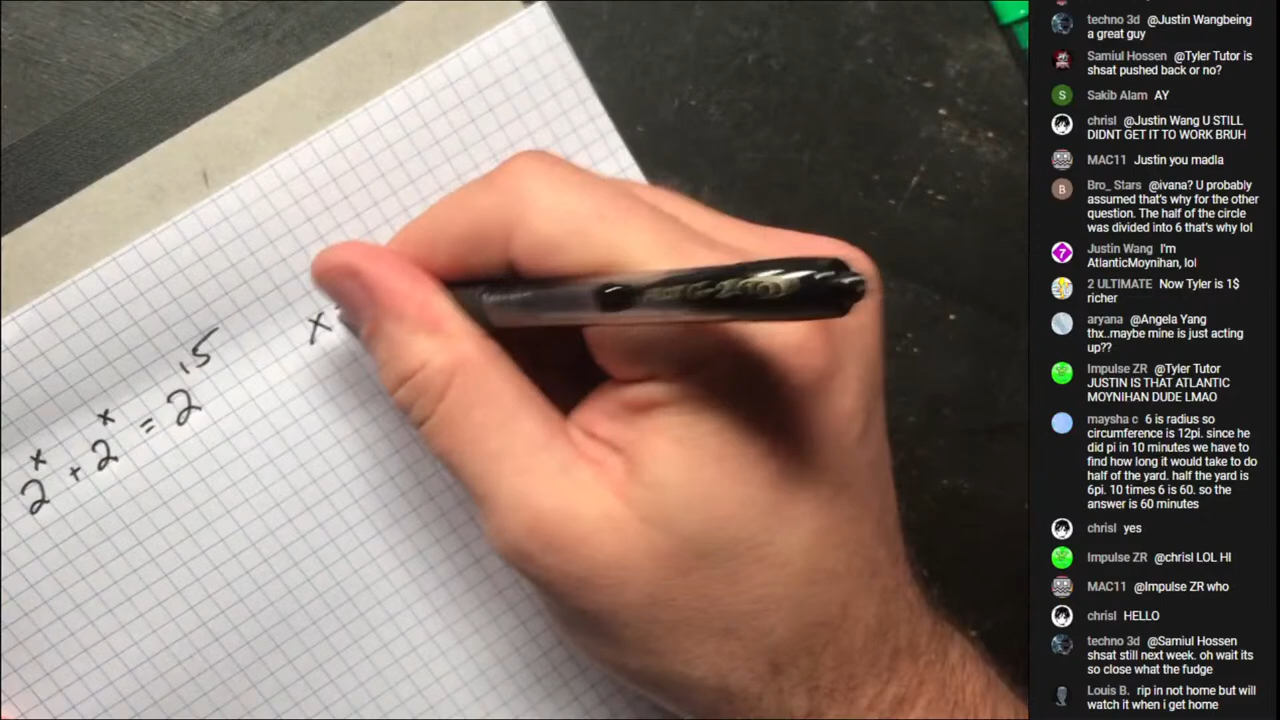 2^x + 2^x = 2^15
x
G-2 10
techno 3d @Justin Wangbeing
a great guy
Samiul Hossen @Tyler Tutor is
shsat pushed back or no?
S Sakib Alam AY
chrisl @Justin Wang U STILL
DIDNT GET IT TO WORK BRUH
MAC11 Justin you madla
B Bro_ Stars @ivana? U probably
assumed that's why for the other
question. The half of the circle
was divided into 6 that's why lol
7 Justin Wang I'm
AtlanticMoynihan, lol
2 ULTIMATE Now Tyler is 1$
richer
aryana @Angela Yang
thx..maybe mine is just acting
up??
Impulse ZR @Tyler Tutor
JUSTIN IS THAT ATLANTIC
MOYNIHAN DUDE LMAO
maysha c 6 is radius so
circumference is 12pi. since he
did pi in 10 minutes we have to
find how long it would take to do
half of the yard. half the yard is
6pi. 10 times 6 is 60. so the
answer is 60 minutes
chrisl yes
Impulse ZR @chrisl LOL HI
MAC11 @Impulse ZR who
chrisl HELLO
techno 3d @Samiul Hossen
shsat still next week. oh wait its
so close what the fudge
Louis B. rip in not home but will
watch it when i get home